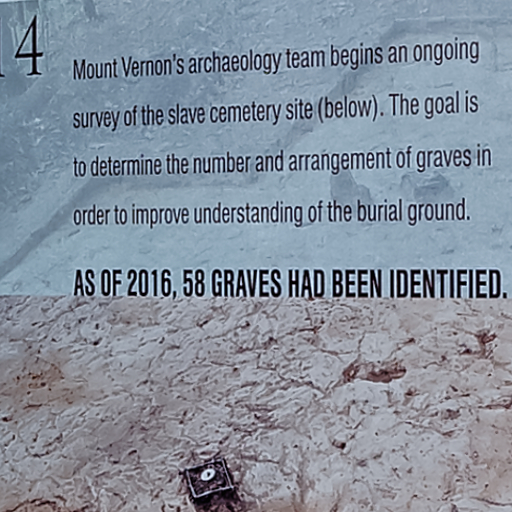 14
Mount Vernon's archaeology team begins an ongoing
survey of the slave cemetery site (below). The goal is
to determine the number and arrangement of graves in
order to improve understanding of the burial ground.
AS OF 2016, 58 GRAVES HAD BEEN IDENTIFIED.